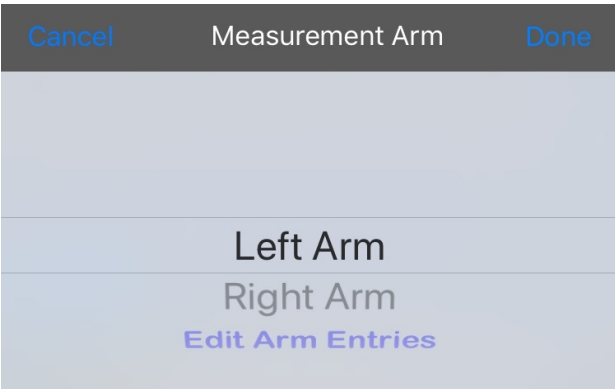 Cancel Measurement Arm Done
Left Arm
Right Arm
Edit Arm Entries